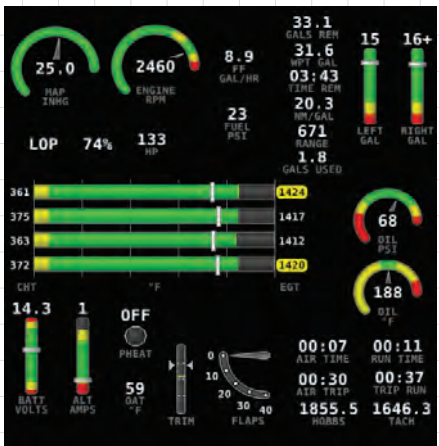 25.0
MAP
INHG
2460
ENGINE
RPM
8.9
FF
GAL/HR
23
FUEL
PSI
33.1
GALS REM
31.6
WPT GAL
03:43
TIME REM
20.3
NM/GAL
671
RANGE
1.8
GALS USED
15
LEFT
GAL
16+
RIGHT
GAL
LOP 74% 133
HP
361 1424
375 1417
363 1412
372 1420
CHT °F EGT
68
OIL
PSI
188
OIL
°F
14.3
BATT
VOLTS
1
ALT
AMPS
OFF
PHEAT
59
OAT
°F
TRIM
0
10
20
30
40
FLAPS
00:07 00:11
AIR TIME RUN TIME
00:30 00:37
AIR TRIP TRIP RUN
1855.5 1646.3
HOBBS TACH